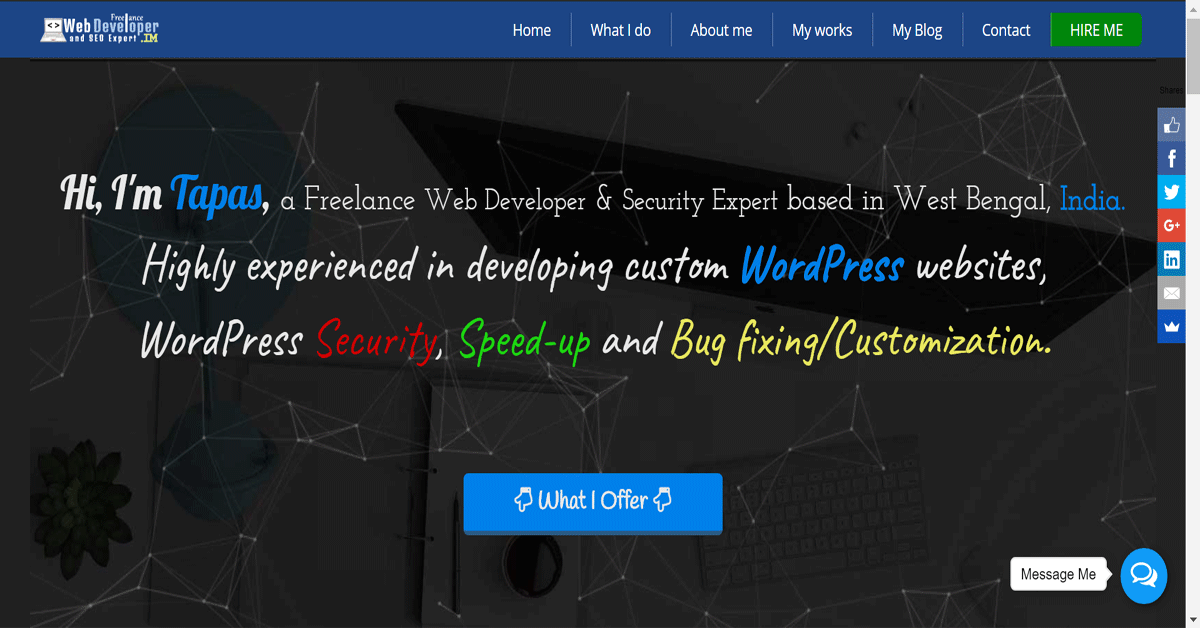 Freelance
Web Developer
and SEO Expert .IM
Home
What I do
About me
My works
My Blog
Contact
HIRE ME
Shares
Hi, I'm Tapas, a Freelance Web Developer & Security Expert based in West Bengal, India.
Highly experienced in developing custom WordPress websites,
WordPress Security, Speed-up and Bug fixing/Customization.
What I Offer
Message Me